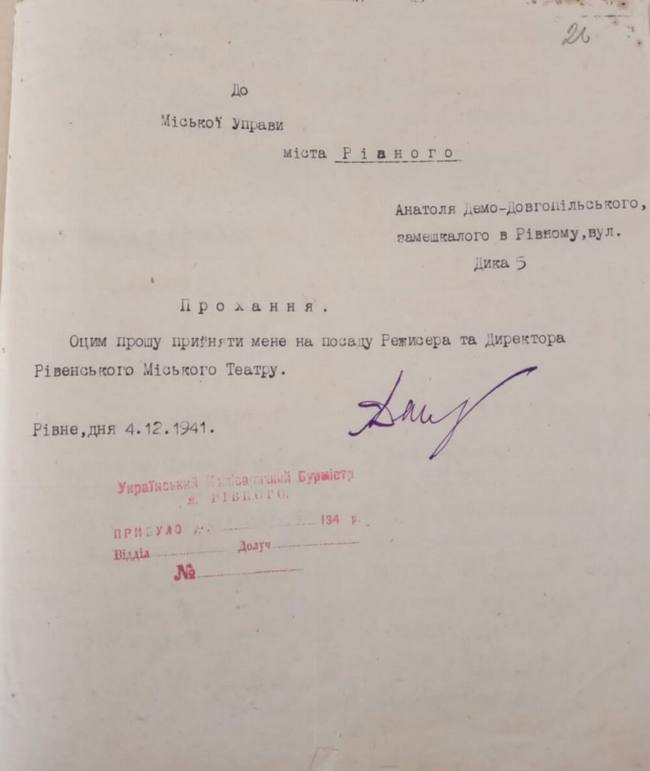 26
До
Міської Управи
міста Рівного
Анатоля Демо-Довгопільського,
замешкалого в Рівному,вул.
Дика 5
Прохання.
Оцим прошу прийняти мене на посаду Режисера та Директора
Рівенського Міського Театру.
Рівне,дня 4.12.1941.
Український Бурмістр
м. РІВНОГО
ПРИБУЛО 194 р.
Відділ Долуч.
№